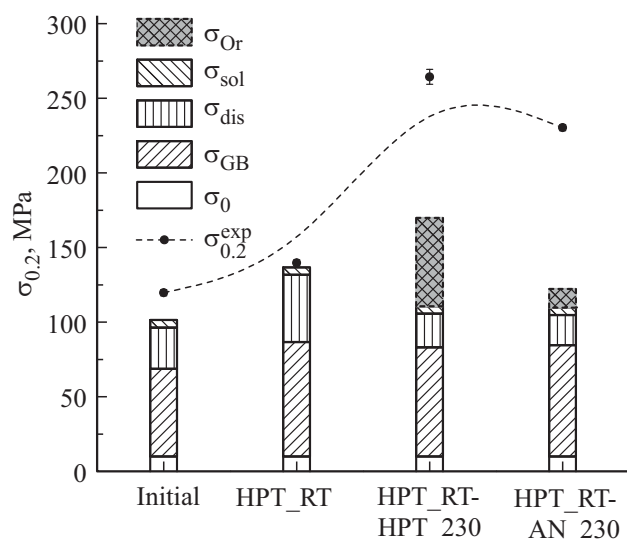 300
250
200
150
100
50
0
σ0.2, MPa
σOr
σsol
σdis
σGB
σ0
σ0.2exp
Initial
HPT_RT
HPT_RT-
HPT_230
HPT_RT-
AN_230